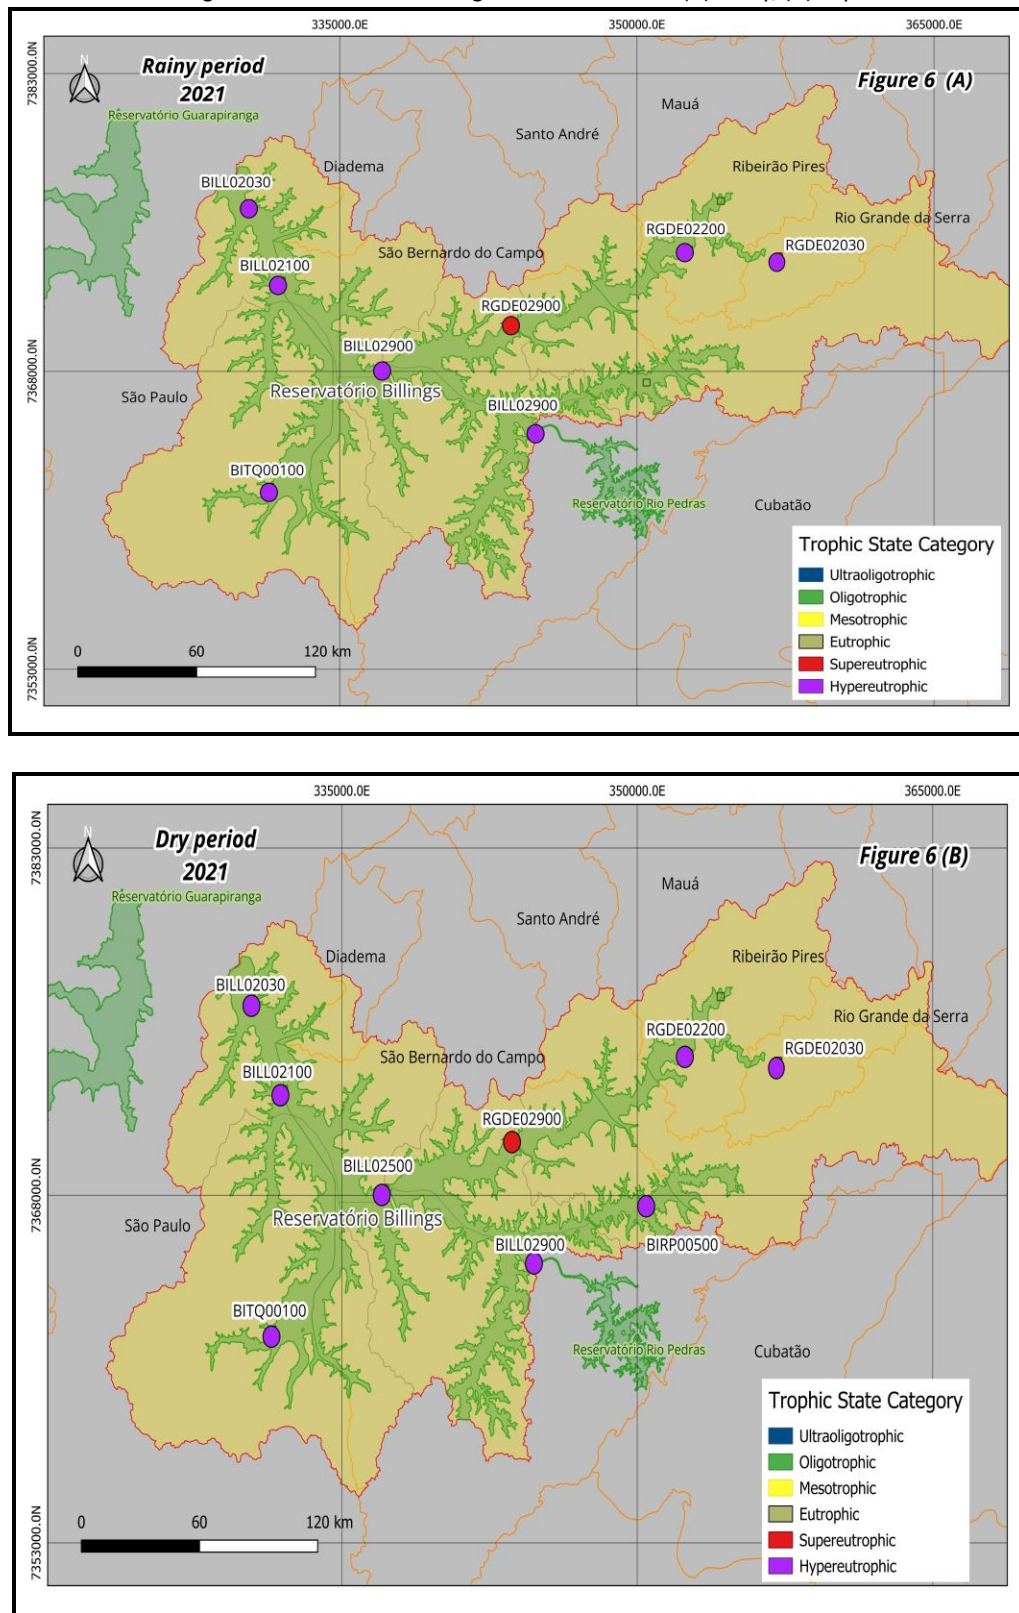 335000.0E 350000.0E 365000.0E
7383000.0N
Rainy period
2021
Figure 6 (A)
N
Reservatório Guarapiranga
Mauá
Santo André
Diadema
Ribeirão Pires
BILL02030
Rio Grande da Serra
RGDE02200
RGDE02030
São Bernardo do Campo
BILL02100
RGDE02900
BILL02900
7368000.0N
Reservatório Billings
São Paulo
BILL02900
BITQ00100
Reservatório Rio Pedras
Cubatão
Trophic State Category
Ultraoligotrophic
Oligotrophic
Mesotrophic
Eutrophic
Supereutrophic
Hypereutrophic
0 60 120 km
7353000.0N
335000.0E 350000.0E 365000.0E
7383000.0N
Dry period
2021
Figure 6 (B)
N
Reservatório Guarapiranga
Mauá
Santo André
Diadema
Ribeirão Pires
BILL02030
Rio Grande da Serra
RGDE02200
RGDE02030
São Bernardo do Campo
BILL02100
RGDE02900
BILL02500
7368000.0N
Reservatório Billings
São Paulo
BILL02900
BIRP00500
BITQ00100
Reservatório Rio Pedras
Cubatão
Trophic State Category
Ultraoligotrophic
Oligotrophic
Mesotrophic
Eutrophic
Supereutrophic
Hypereutrophic
0 60 120 km
7353000.0N